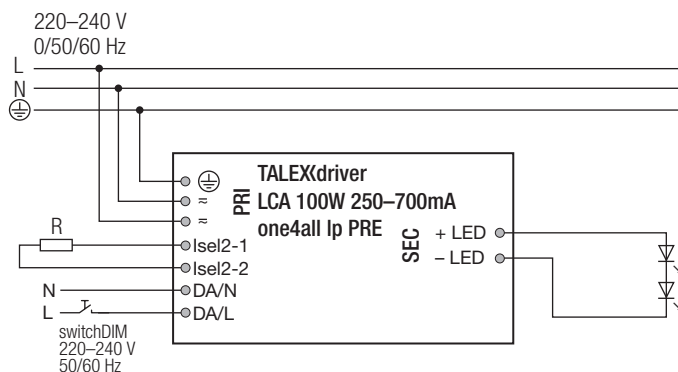 220–240 V
0/50/60 Hz
L
N
TALEXXdriver
LCA 100W 250–700mA
one4all lp PRE
PRI
≂
≂
R
Isel2-1
Isel2-2
N
DA/N
L
DA/L
SEC
+ LED
– LED
switchDIM
220–240 V
50/60 Hz